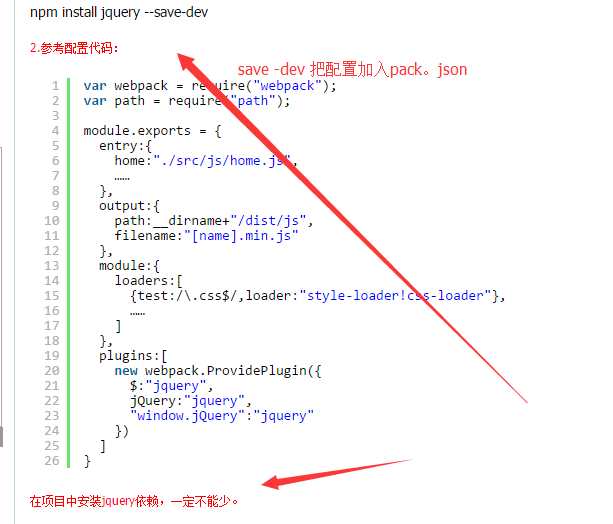 npm install jquery --save-dev
2.参考配置代码：
save -dev 把配置加入pack。json
1 var webpack = require("webpack");
2 var path = require("path");
3
4 module.exports = {
5 entry:{
6 home:"./src/js/home.js",
7 ……
8 },
9 output:{
10 path:__dirname+"/dist/js",
11 filename:"[name].min.js"
12 },
13 module:{
14 loaders:[
15 {test:/\.css$/,loader:"style-loader!css-loader"},
16 ……
17 ]
18 },
19 plugins:[
20 new webpack.ProvidePlugin({
21 $:"jquery",
22 jQuery:"jquery",
23 "window.jQuery":"jquery"
24 })
25 ]
26 }
在项目中安装jquery依赖，一定不能少。